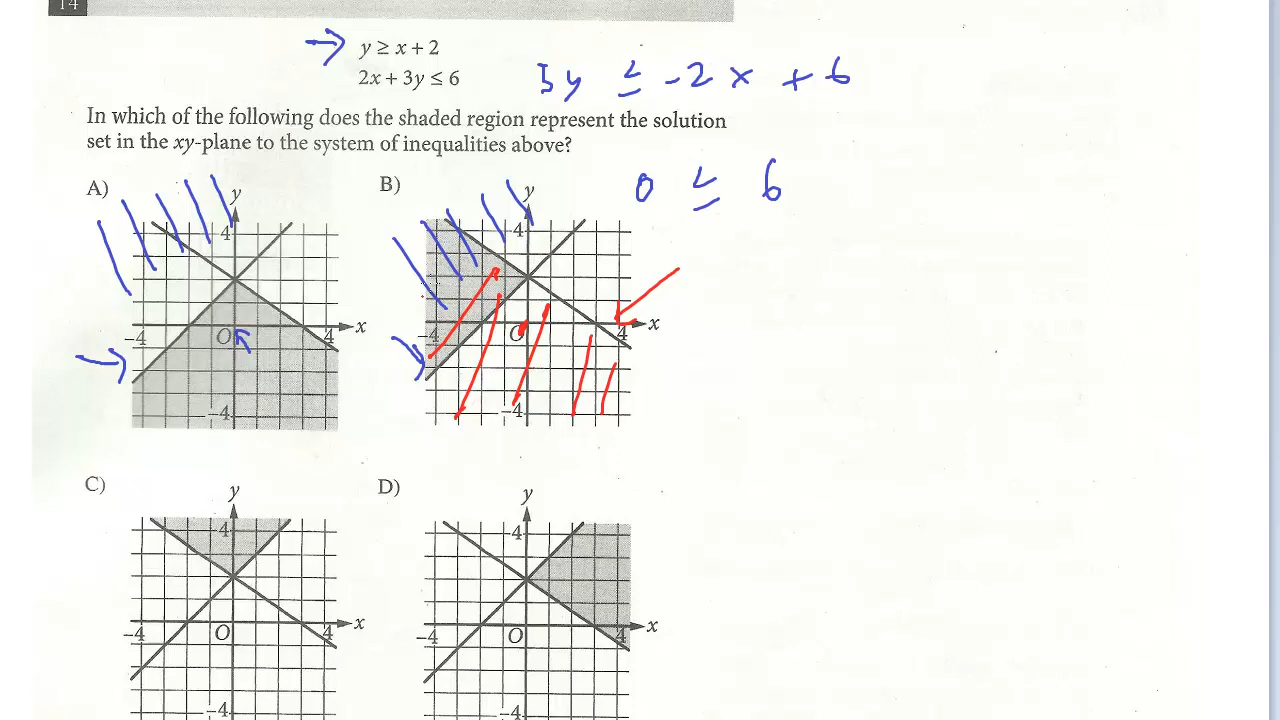 14
y ≥ x + 2
2x + 3y ≤ 6
3y ≤ -2x + 6
In which of the following does the shaded region represent the solution
set in the xy-plane to the system of inequalities above?
0 ≤ 6
A)
y
4
-4
O
4
x
-4
B)
y
4
-4
O
4
x
-4
C)
y
4
-4
O
4
x
-4
D)
y
4
-4
O
4
x
-4